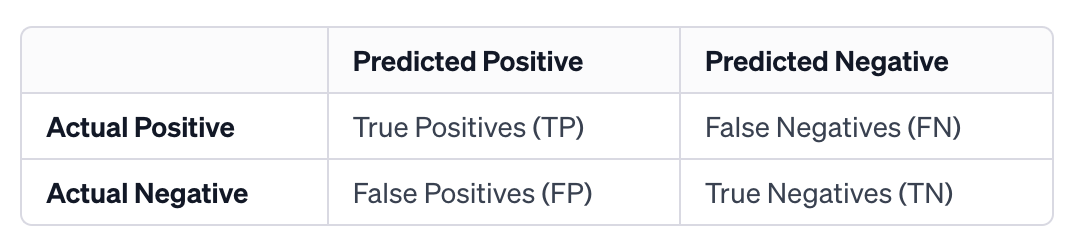 Predicted Positive Predicted Negative
Actual Positive True Positives (TP) False Negatives (FN)
Actual Negative False Positives (FP) True Negatives (TN)